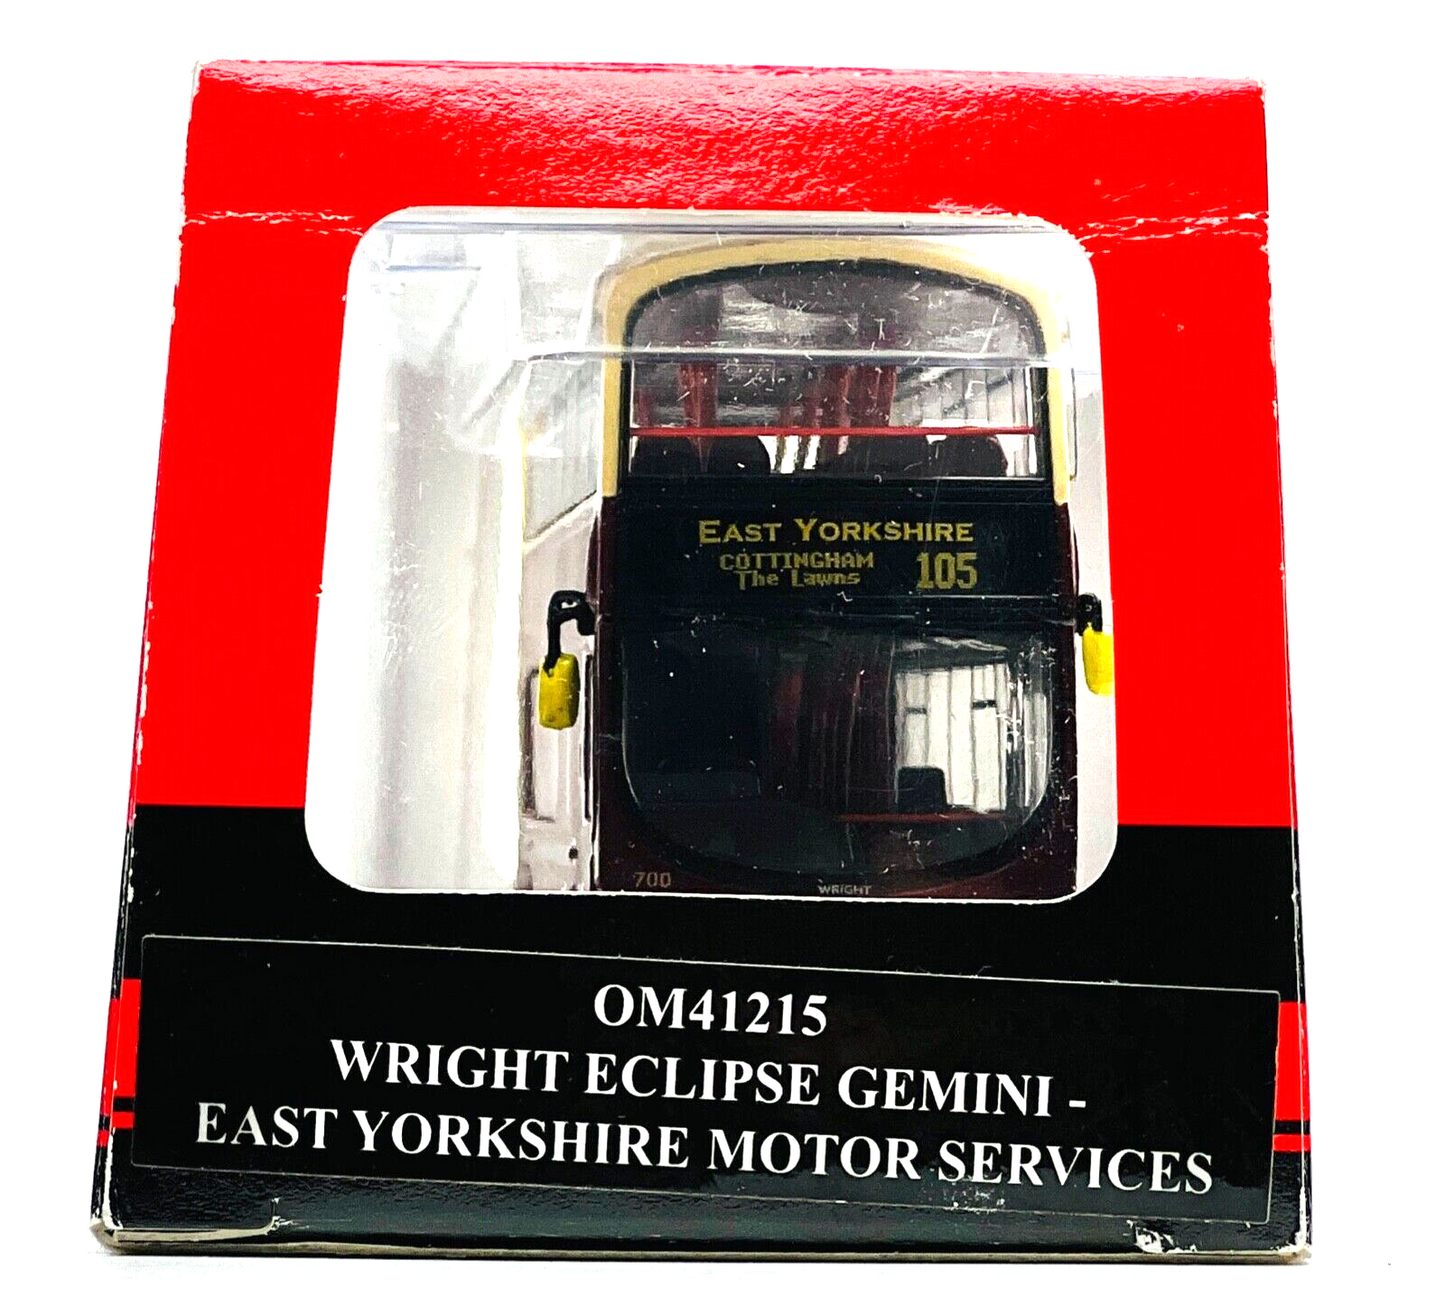 EAST YORKSHIRE
COTTINGHAM
The Lawns
105
700
WRIGHT
OM41215
WRIGHT ECLIPSE GEMINI -
EAST YORKSHIRE MOTOR SERVICES